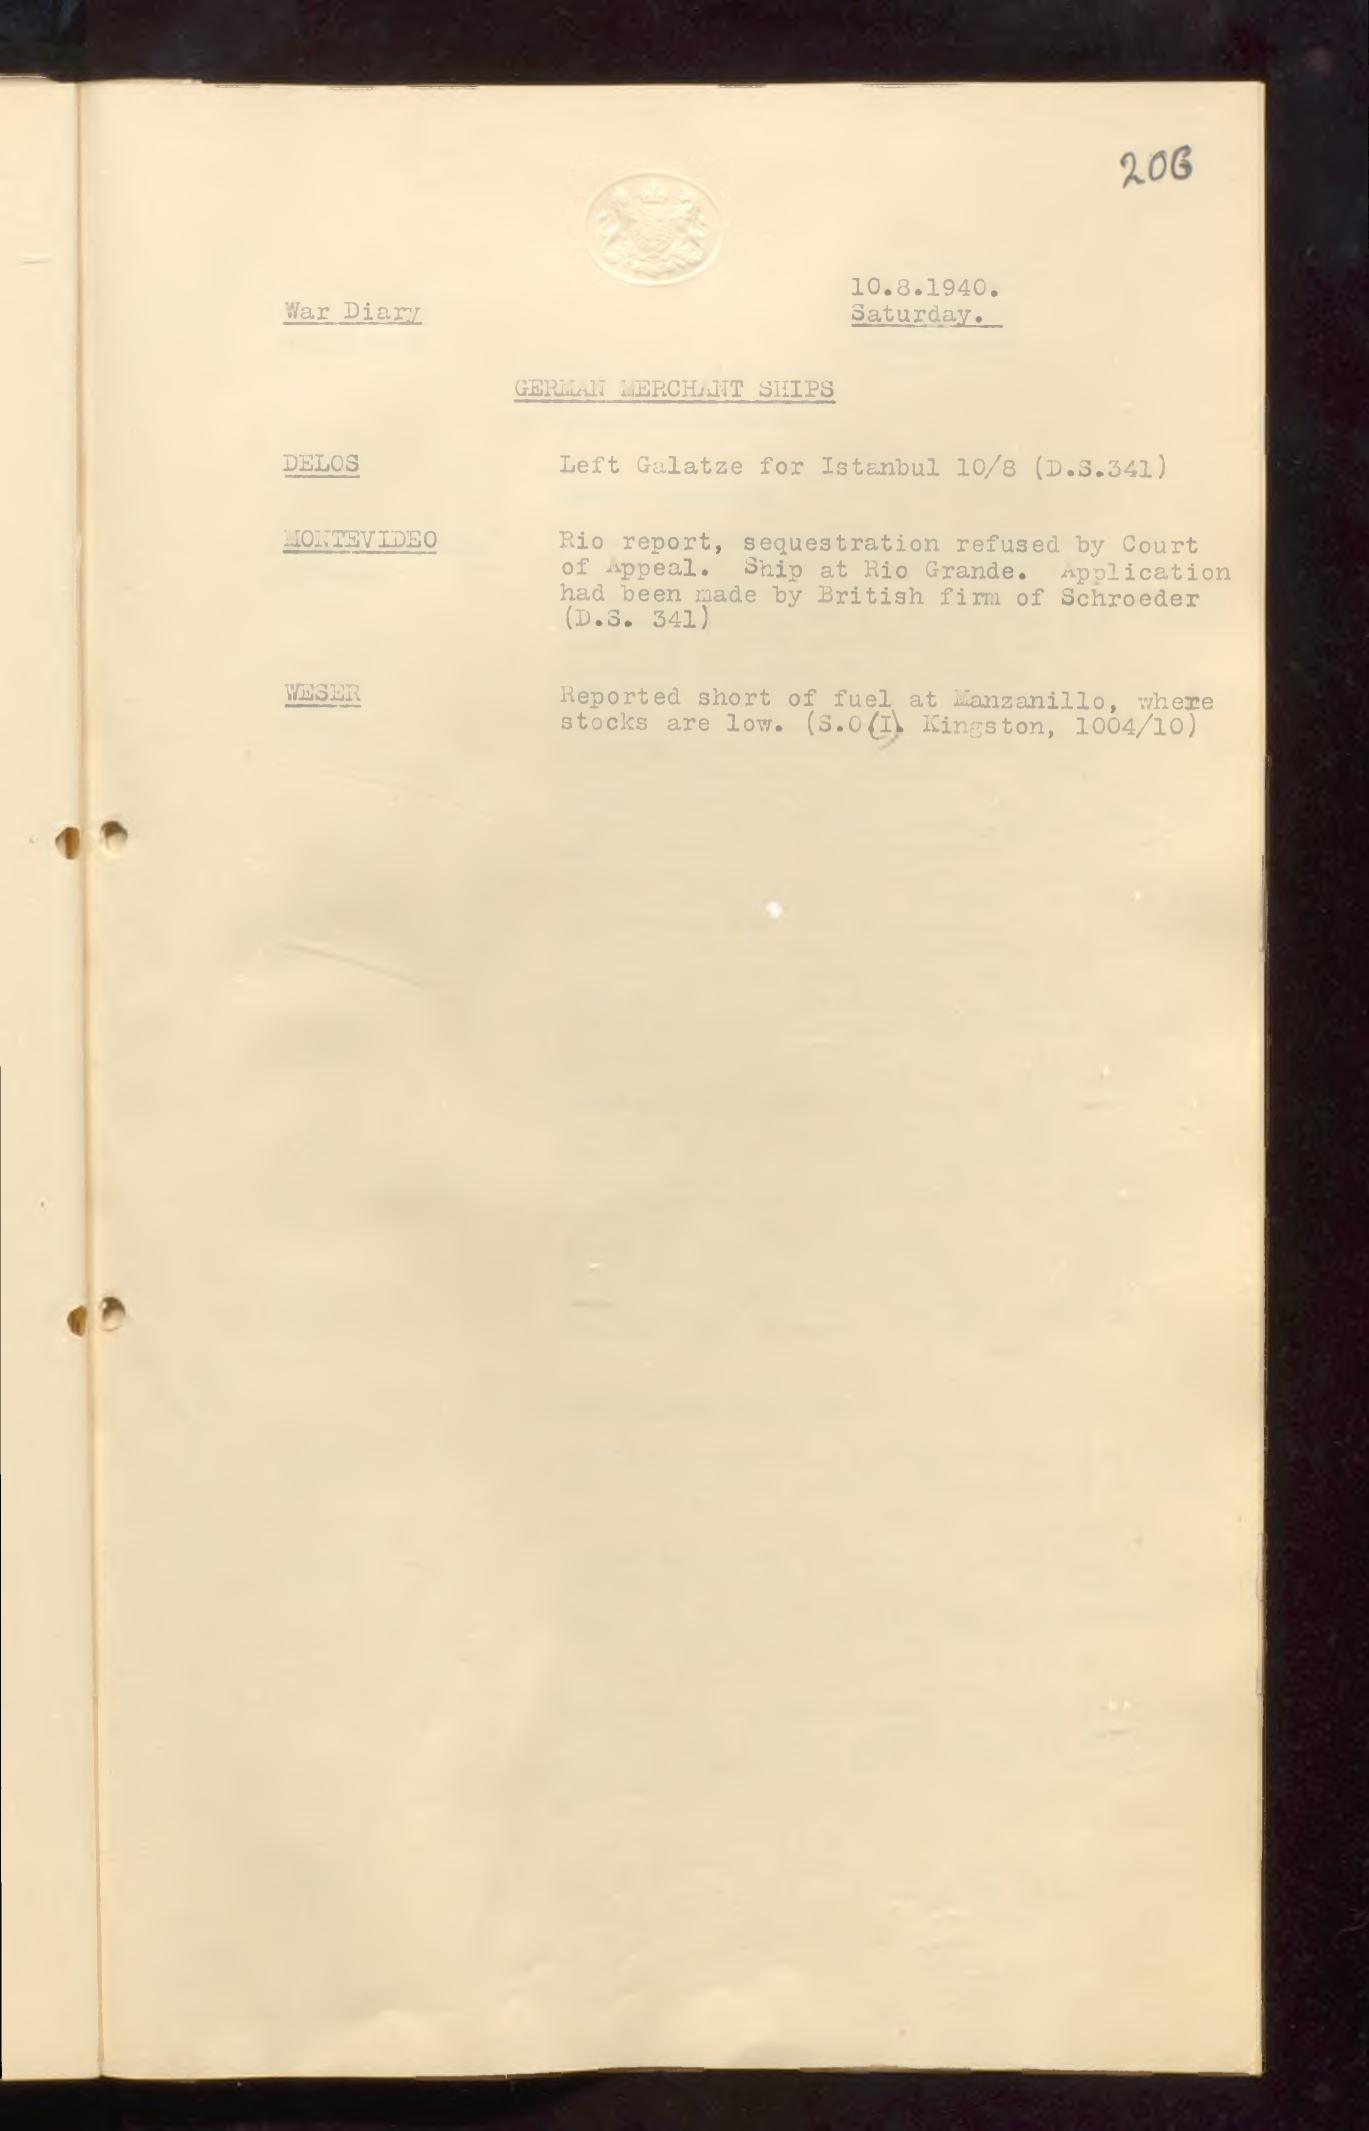 206
10.8.1940.
War Diary
Saturday.
GERMAN MERCHANT SHIPS
DELOS Left Galatze for Istanbul 10/8 (D.S.341)
MONTEVIDEO Rio report, sequestration refused by Court
of Appeal. Ship at Rio Grande. Application
had been made by British firm of Schroeder
(D.S. 341)
WESER Reported short of fuel at Manzanillo, where
stocks are low. (S.O(I). Kingston, 1004/10)